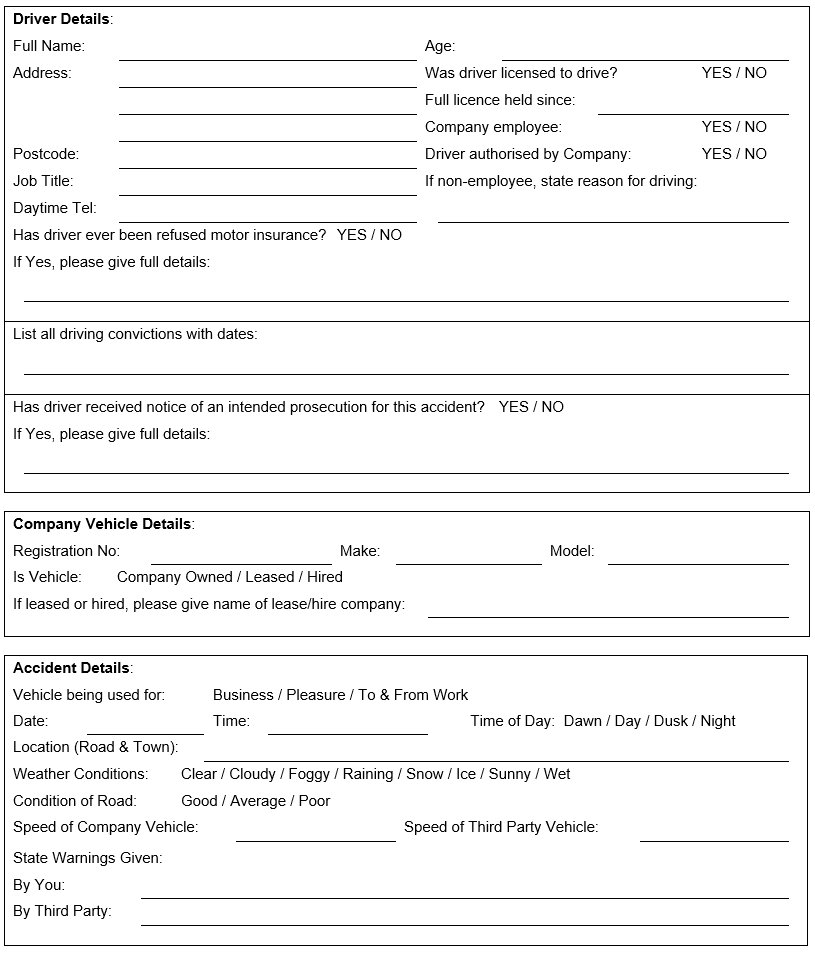 Driver Details:
Full Name: Age:
Address: Was driver licensed to drive? YES / NO
Full licence held since:
Company employee: YES / NO
Postcode: Driver authorised by Company: YES / NO
Job Title: If non-employee, state reason for driving:
Daytime Tel:
Has driver ever been refused motor insurance? YES / NO
If Yes, please give full details:
List all driving convictions with dates:
Has driver received notice of an intended prosecution for this accident? YES / NO
If Yes, please give full details:
Company Vehicle Details:
Registration No: Make: Model:
Is Vehicle: Company Owned / Leased / Hired
If leased or hired, please give name of lease/hire company:
Accident Details:
Vehicle being used for: Business / Pleasure / To & From Work
Date: Time: Time of Day: Dawn / Day / Dusk / Night
Location (Road & Town):
Weather Conditions: Clear / Cloudy / Foggy / Raining / Snow / Ice / Sunny / Wet
Condition of Road: Good / Average / Poor
Speed of Company Vehicle: Speed of Third Party Vehicle:
State Warnings Given:
By You:
By Third Party: